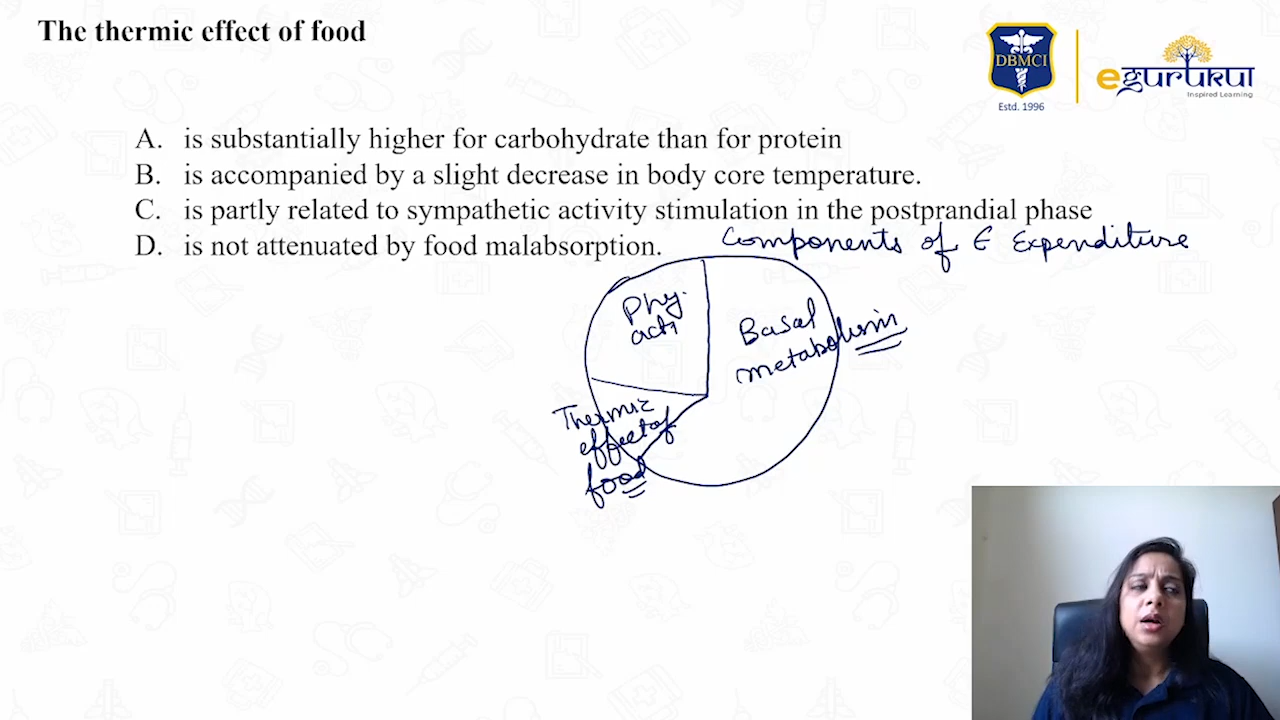 The thermic effect of food
DBMCI
Estd. 1996
egurukul
Inspired Learning
A. is substantially higher for carbohydrate than for protein
B. is accompanied by a slight decrease in body core temperature.
C. is partly related to sympathetic activity stimulation in the postprandial phase
D. is not attenuated by food malabsorption.
Components of E Expenditure
Phy.
acti
Basal
metabolism
Thermic
effect of
food